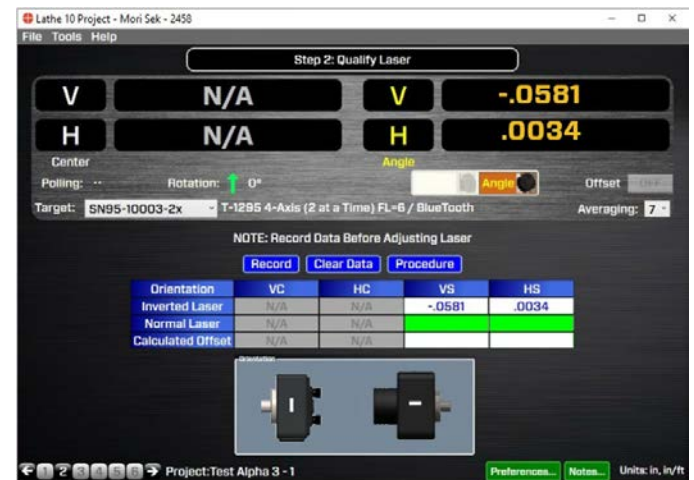 Lathe 10 Project - Mori Sek - 2458
File Tools Help
Step 2: Qualify Laser
V N/A V -.0581
H N/A H .0034
Center Angle
Polling: -- Rotation: 0° Angle Offset OFF
Target: SN95-10003-2x T-1295 4-Axis (2 at a Time) FL=6 / BlueTooth Averaging: 7
NOTE: Record Data Before Adjusting Laser
Record Clear Data Procedure
Orientation VC HC VS HS
Inverted Laser N/A N/A -.0581 .0034
Normal Laser N/A N/A
Calculated Offset N/A N/A
Orientation
1 2 3 4 5 6 Project:Test Alpha 3 - 1 Preferences... Notes... Units: in, in/ft